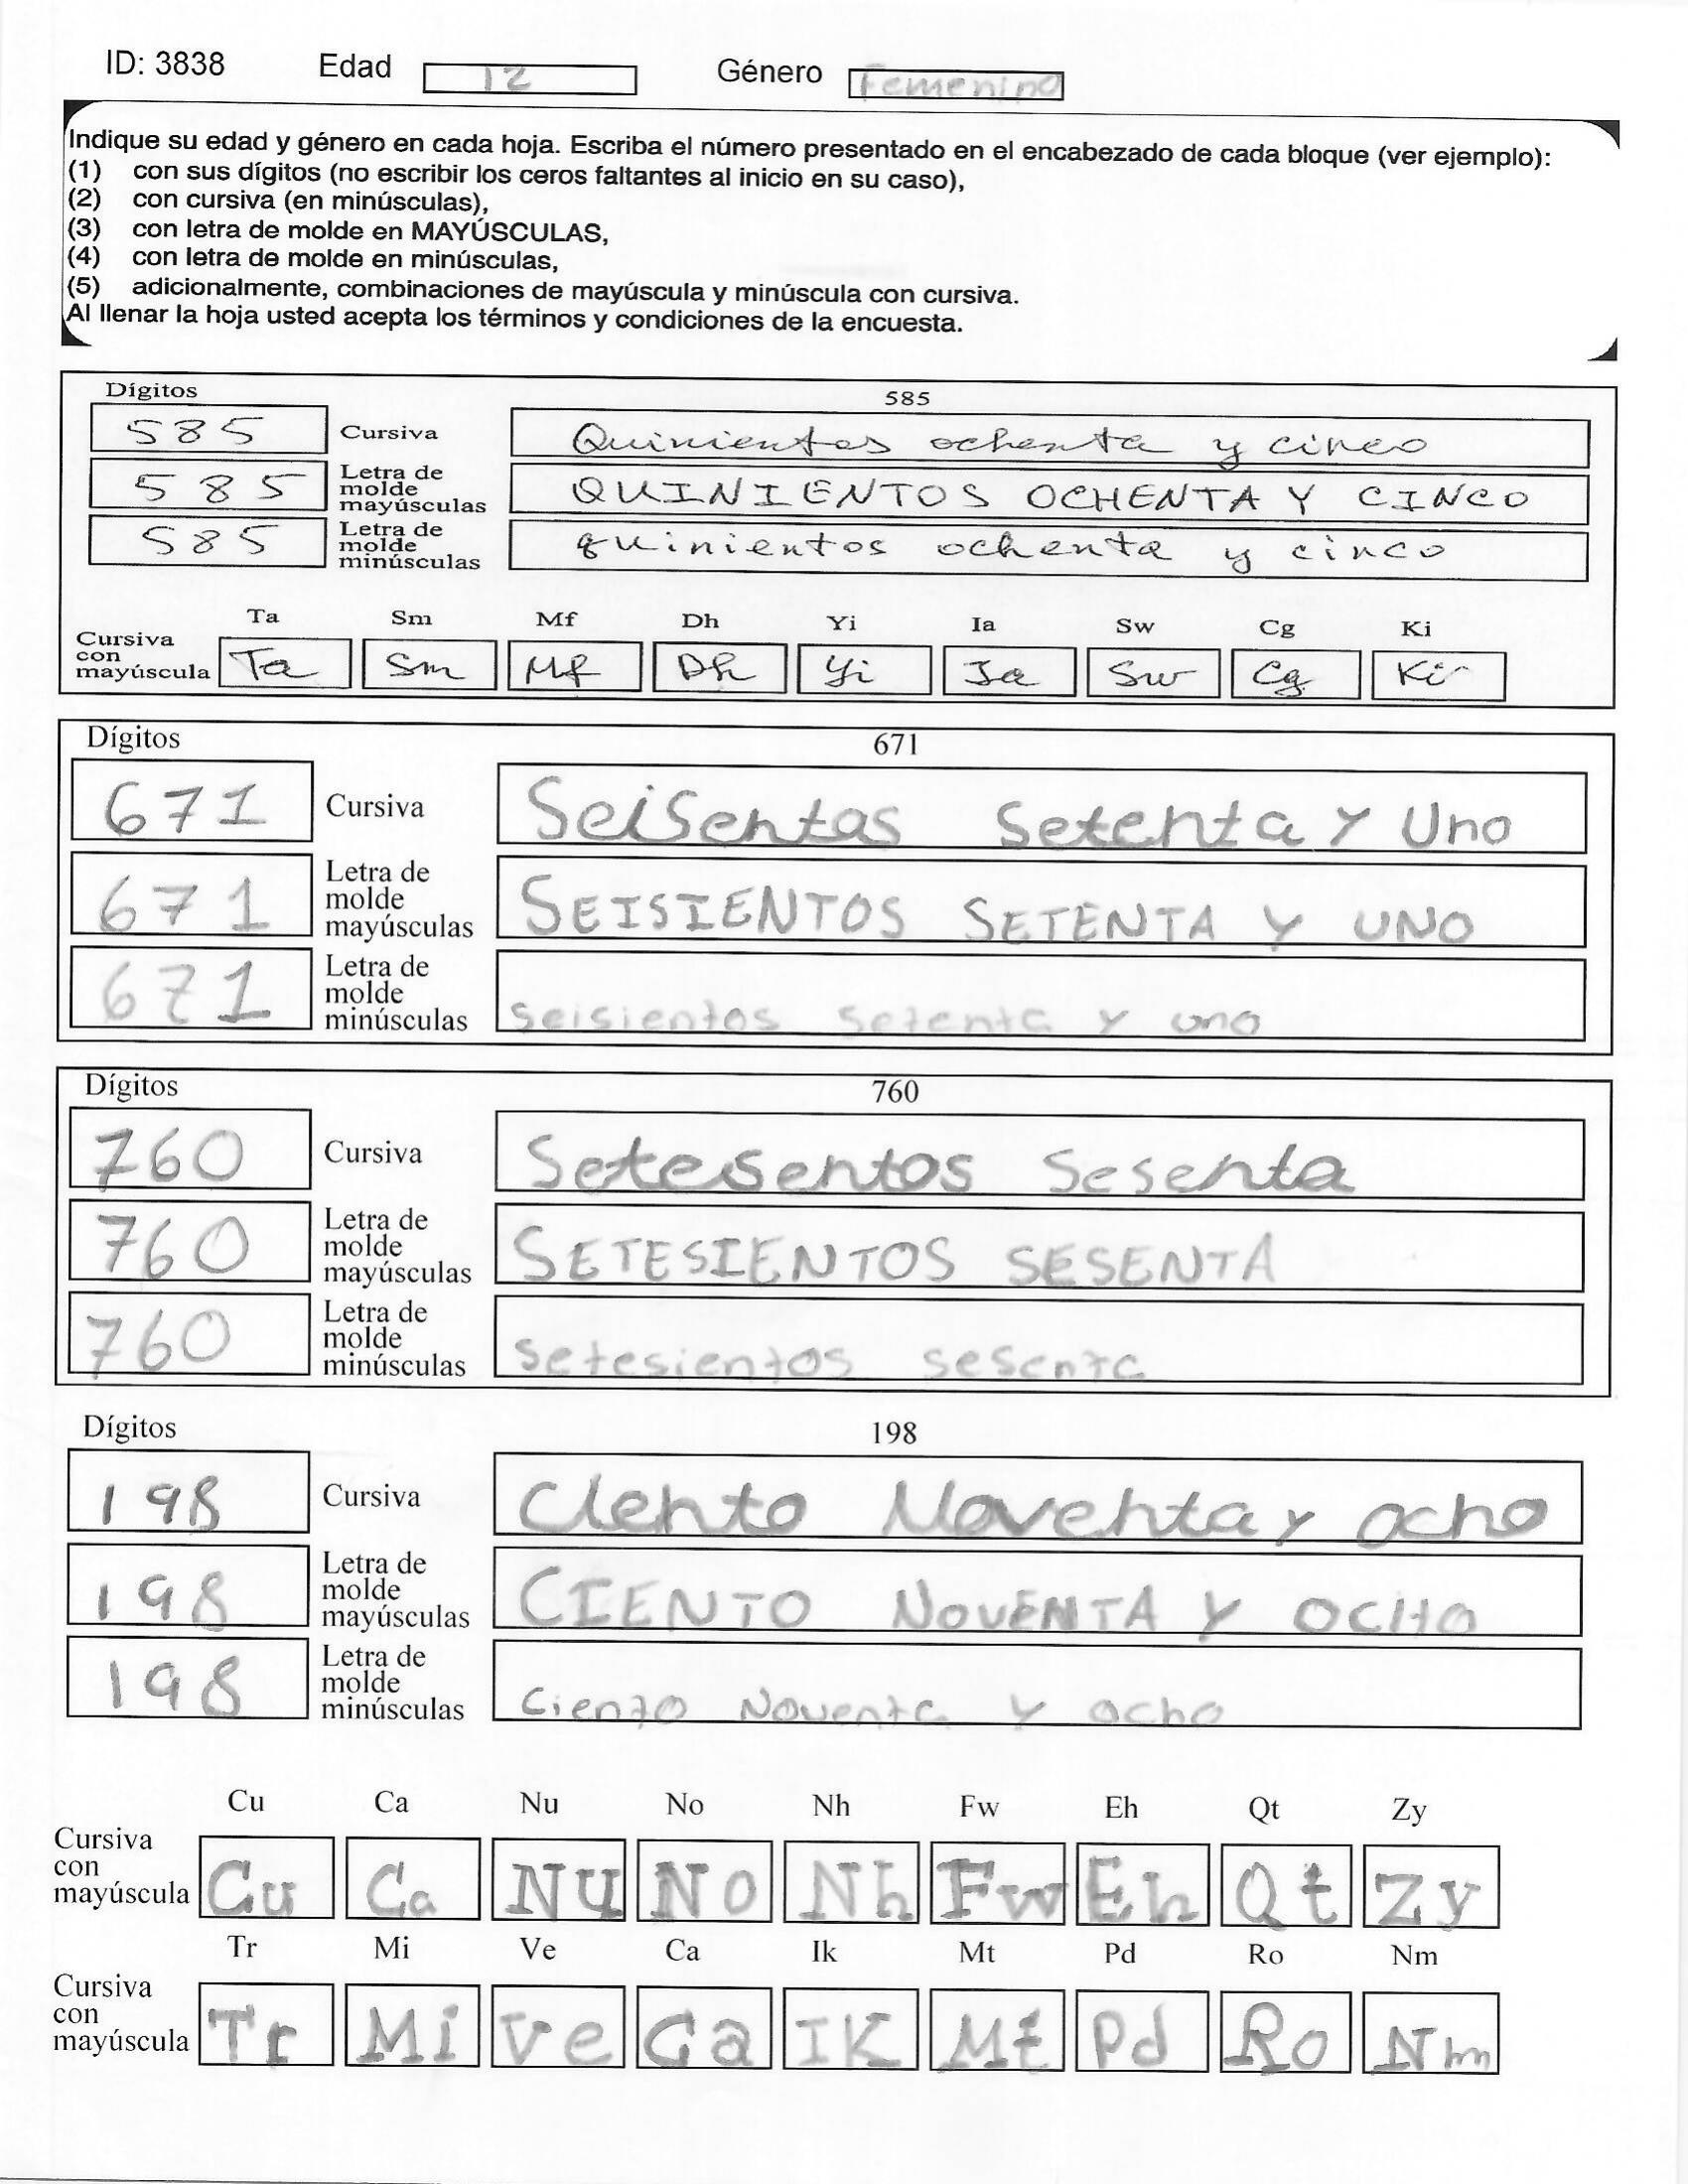 ID: 3838 Edad 12 Género Femenino
Indique su edad y género en cada hoja. Escriba el número presentado en el encabezado de cada bloque (ver ejemplo):
(1) con sus dígitos (no escribir los ceros faltantes al inicio en su caso),
(2) con cursiva (en minúsculas),
(3) con letra de molde en MAYÚSCULAS,
(4) con letra de molde en minúsculas,
(5) adicionalmente, combinaciones de mayúscula y minúscula con cursiva.
Al llenar la hoja usted acepta los términos y condiciones de la encuesta.
Dígitos 585
585 Cursiva Quinientos ochenta y cinco
585 Letra de molde mayúsculas QUINIENTOS OCHENTA Y CINCO
585 Letra de molde minúsculas quinientos ochenta y cinco
Ta Sm Mf Dh Yi Ia Sw Cg Ki
Cursiva con mayúscula Ta Sm Mf Dh Yi Ia Sw Cg Ki
Dígitos 671
671 Cursiva SeiSentas Setenta y Uno
671 Letra de molde mayúsculas SEISIENTOS SETENTA Y UNO
671 Letra de molde minúsculas seisientos setenta y uno
Dígitos 760
760 Cursiva Setesentos Sesenta
760 Letra de molde mayúsculas SETESIENTOS SESENTA
760 Letra de molde minúsculas setesientos sesenta
Dígitos 198
198 Cursiva CIento Noventa y ocho
198 Letra de molde mayúsculas CIENTO NOVENTA Y OCHO
198 Letra de molde minúsculas Ciento Noventa y ocho
Cu Ca Nu No Nh Fw Eh Qt Zy
Cursiva con mayúscula Cu Ca Nu No Nh Fw Eh Qt Zy
Tr Mi Ve Ca Ik Mt Pd Ro Nm
Cursiva con mayúscula Tr Mi Ve Ca IK Mt Pd Ro Nm